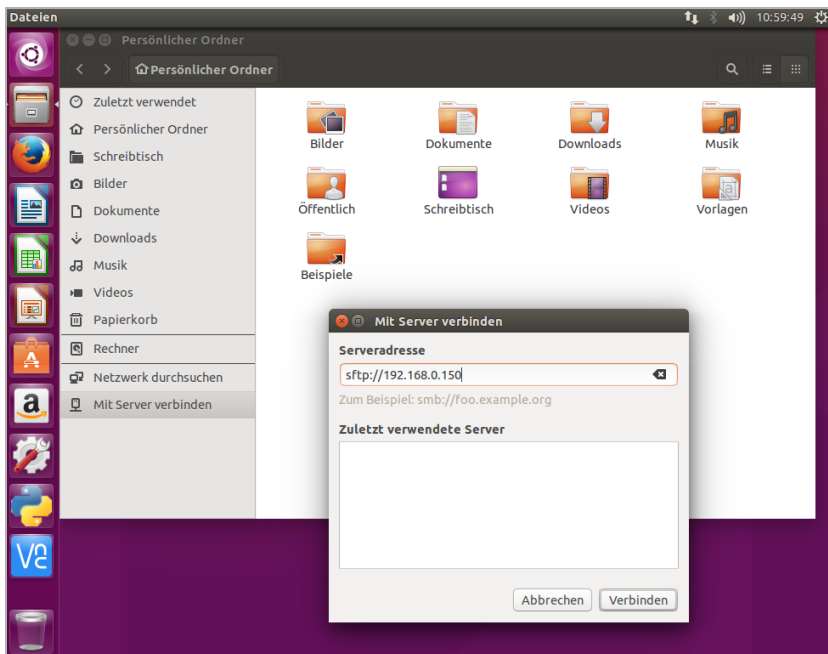 Dateien
10:59:49
Persönlicher Ordner
Persönlicher Ordner
Zuletzt verwendet
Persönlicher Ordner
Schreibtisch
Bilder
Dokumente
Downloads
Musik
Videos
Papierkorb
Rechner
Netzwerk durchsuchen
Mit Server verbinden
Bilder
Dokumente
Downloads
Musik
Öffentlich
Schreibtisch
Videos
Vorlagen
Beispiele
Mit Server verbinden
Serveradresse
sftp://192.168.0.150
Zum Beispiel: smb://foo.example.org
Zuletzt verwendete Server
Abbrechen
Verbinden
A
a
V2